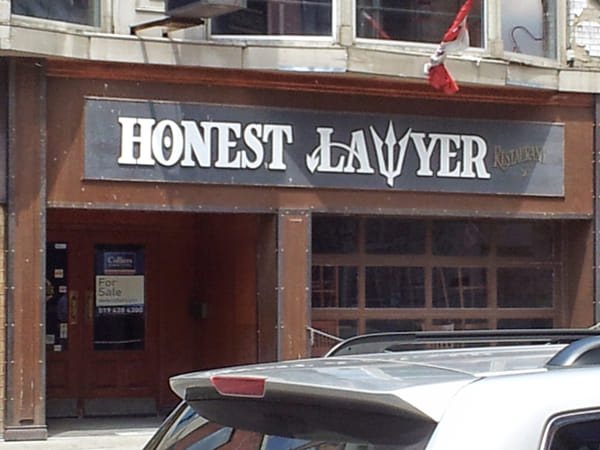 HONEST LAWYER RESTAURANT
Colliers
For
Sale
519 438 4300